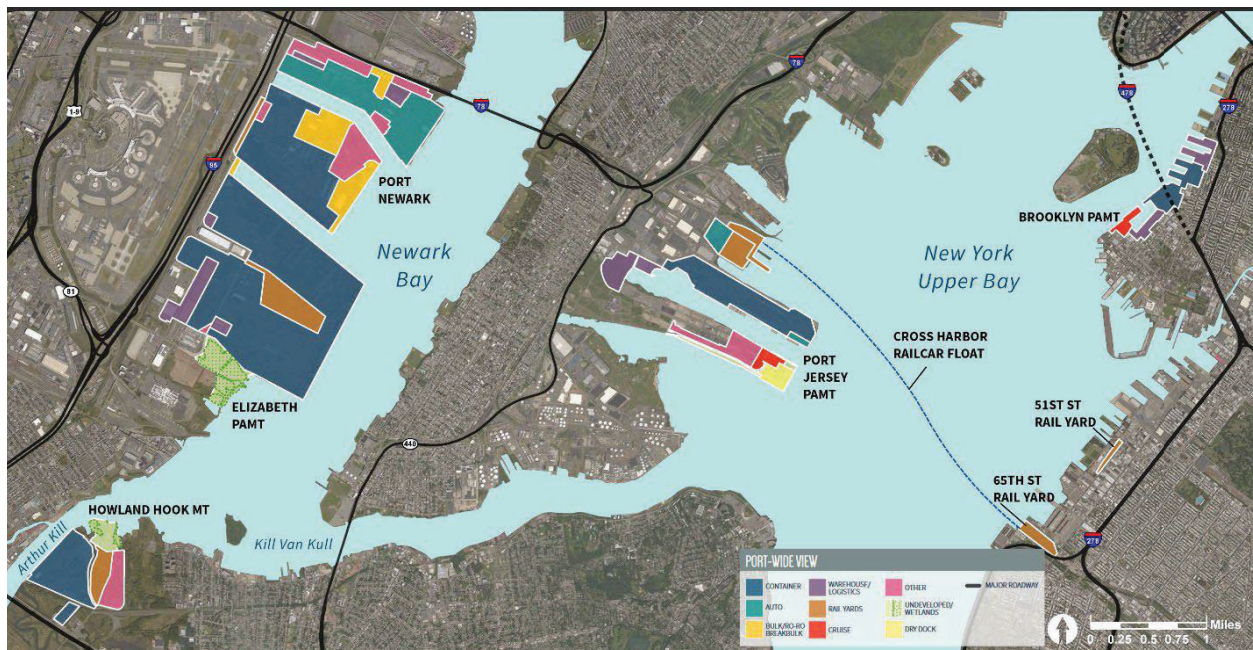 1-9
78
95
PORT
NEWARK
Newark
Bay
81
ELIZABETH
PAMT
HOWLAND HOOK MT
Arthur Kill
Kill Van Kull
440
78
478
278
BROOKLYN PAMT
New York
Upper Bay
CROSS HARBOR
RAILCAR FLOAT
PORT
JERSEY
PAMT
51ST ST
RAIL YARD
65TH ST
RAIL YARD
278
PORT-WIDE VIEW
CONTAINER
WAREHOUSE/
LOGISTICS
OTHER
MAJOR ROADWAY
AUTO
RAIL YARDS
UNDEVELOPED/
WETLANDS
BULK/RO-RO
BREAKBULK
CRUISE
DRY DOCK
Miles
0 0.25 0.5 0.75 1